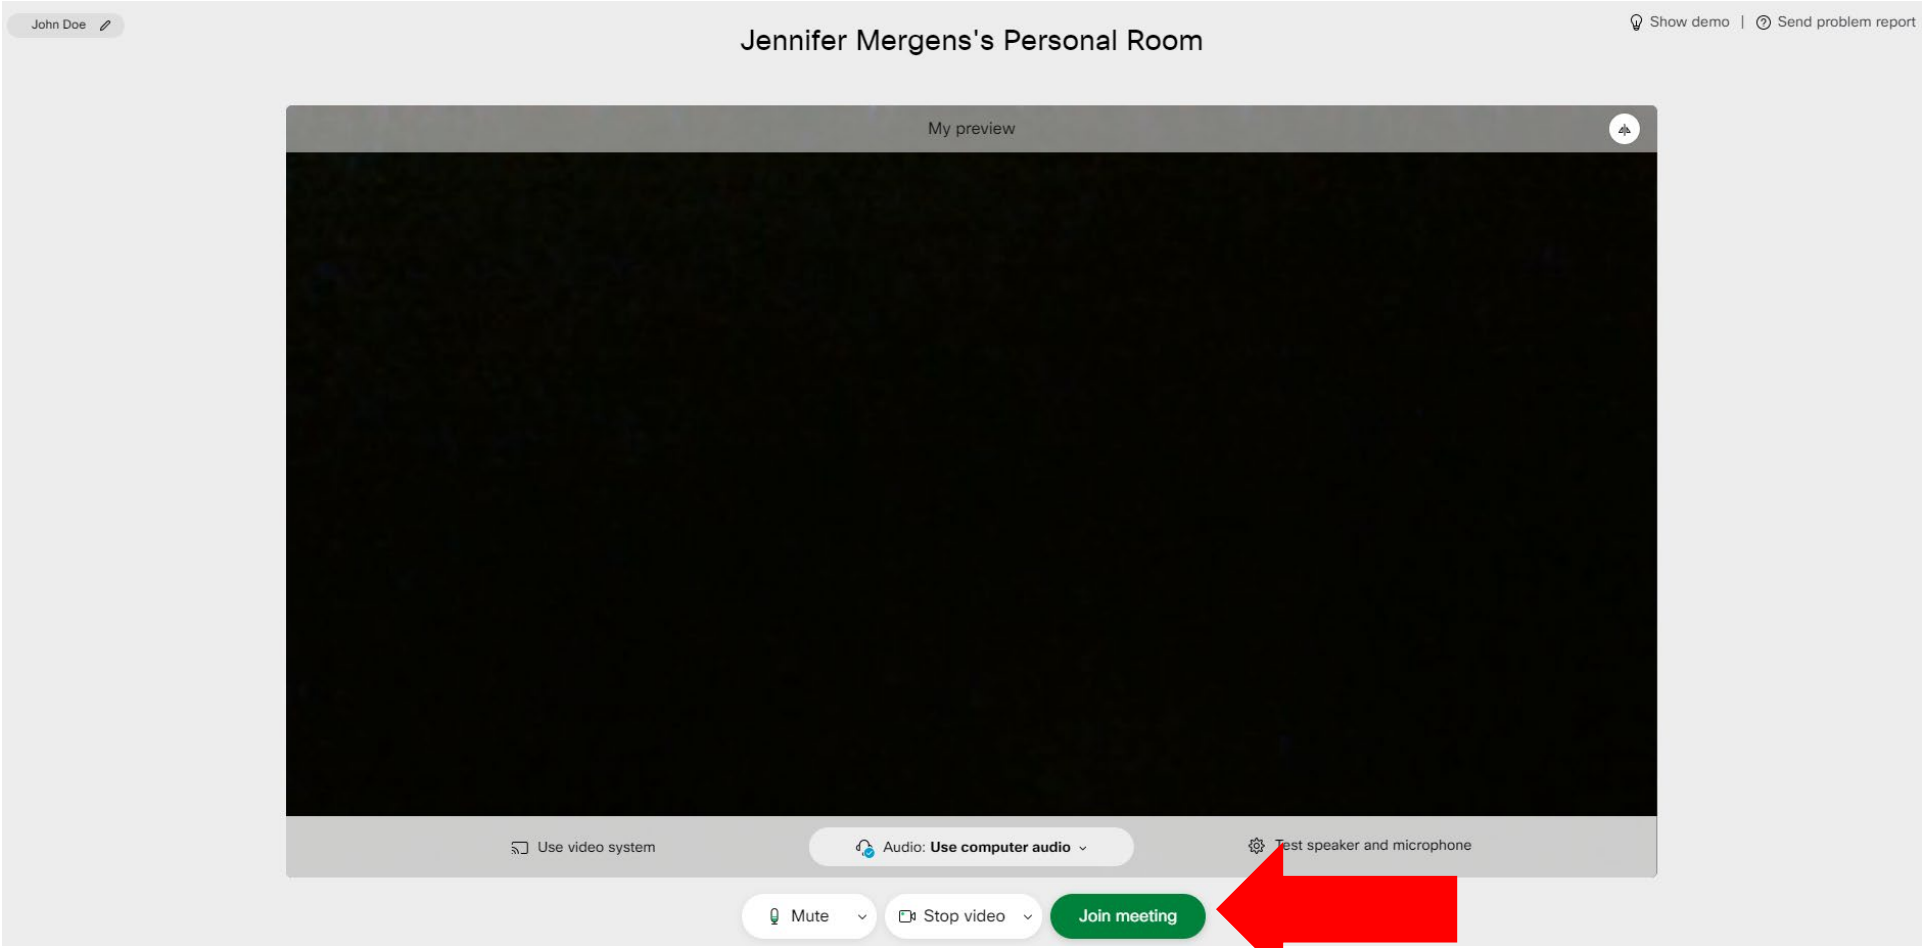 John Doe
Show demo | Send problem report
Jennifer Mergens's Personal Room
My preview
Use video system
Audio: Use computer audio
Test speaker and microphone
Mute
Stop video
Join meeting